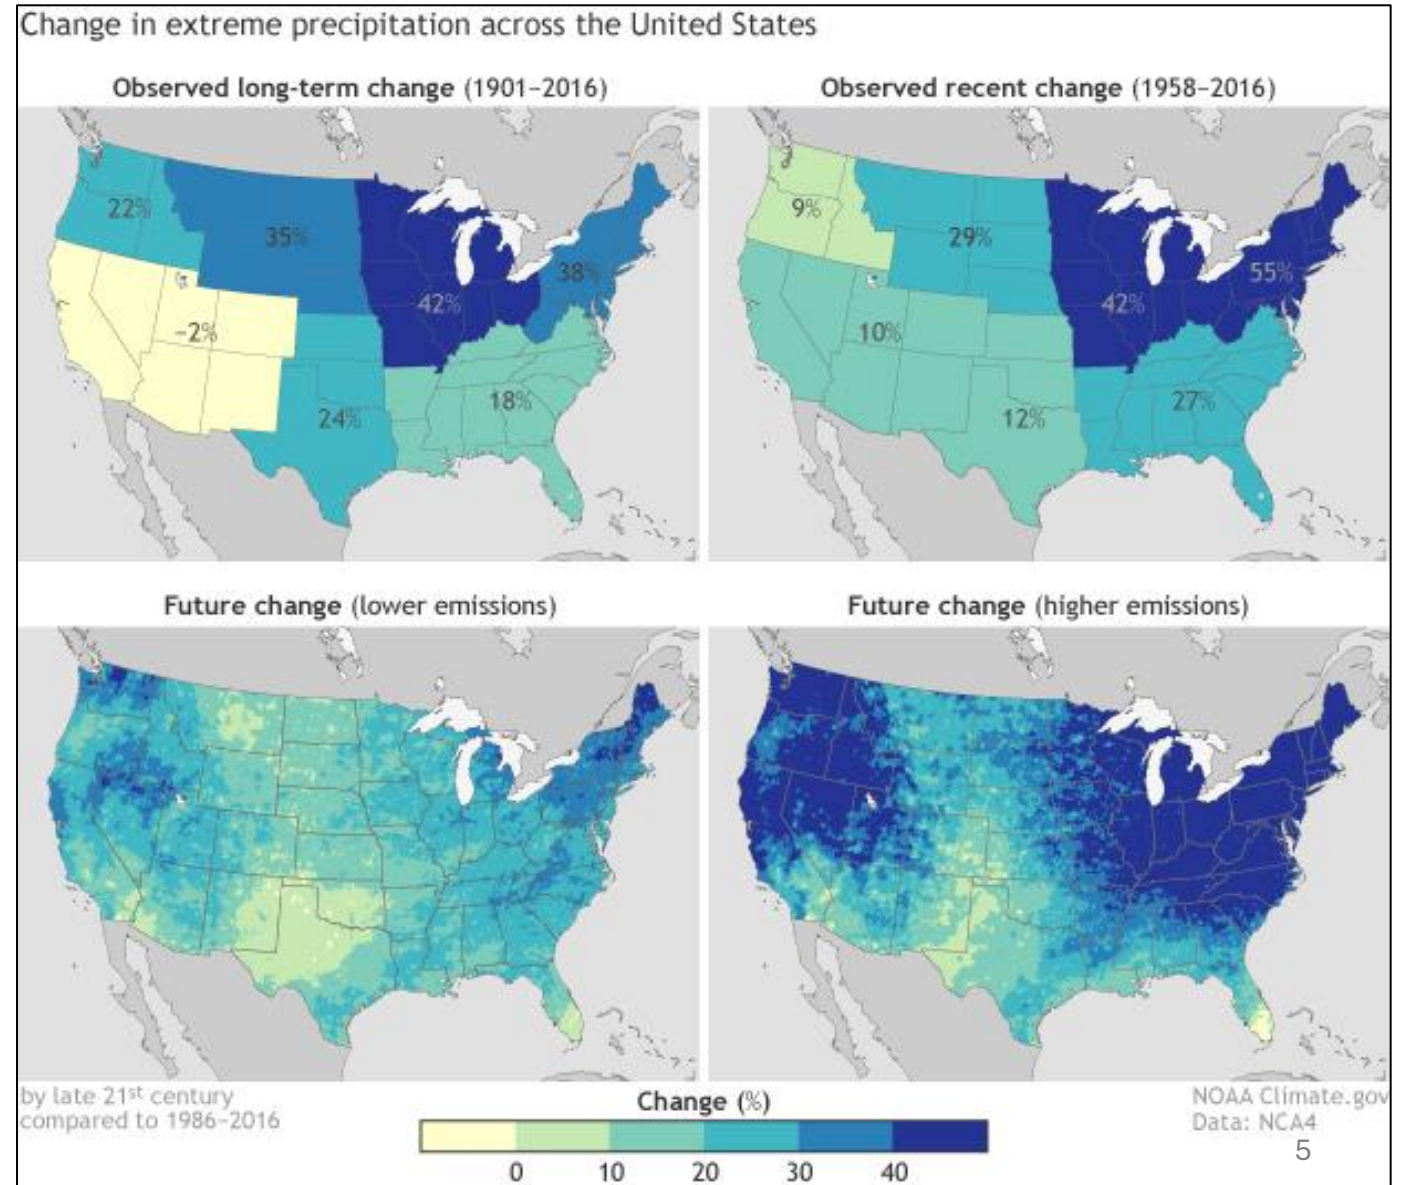 Change in extreme precipitation across the United States
Observed long-term change (1901–2016)
Observed recent change (1958–2016)
22%
35%
38%
42%
−2%
24%
18%
9%
29%
55%
42%
10%
12%
27%
Future change (lower emissions)
Future change (higher emissions)
by late 21st century
compared to 1986–2016
Change (%)
0 10 20 30 40
NOAA Climate.gov
Data: NCA4
5